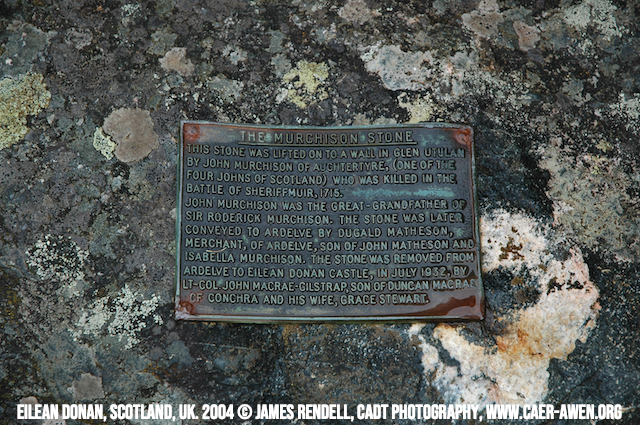 THE MURCHISON STONE
THIS STONE WAS LIFTED ON TO A WALL IN GLEN UDULAN
BY JOHN MURCHISON OF AUCHTERTYRE, (ONE OF THE
FOUR JOHNS OF SCOTLAND) WHO WAS KILLED IN THE
BATTLE OF SHERIFFMUIR, 1715.
JOHN MURCHISON WAS THE GREAT-GRANDFATHER OF
SIR RODERICK MURCHISON. THE STONE WAS LATER
CONVEYED TO ARDELVE BY DUGALD MATHESON,
MERCHANT, OF ARDELVE, SON OF JOHN MATHESON AND
ISABELLA MURCHISON. THE STONE WAS REMOVED FROM
ARDELVE TO EILEAN DONAN CASTLE, IN JULY 1932, BY
LT-COL. JOHN MACRAE-GILSTRAP, SON OF DUNCAN MACRAE
OF CONCHRA AND HIS WIFE, GRACE STEWART.
EILEAN DONAN, SCOTLAND, UK. 2004 © JAMES RENDELL, CADT PHOTOGRAPHY, WWW.CAER-AWEN.ORG